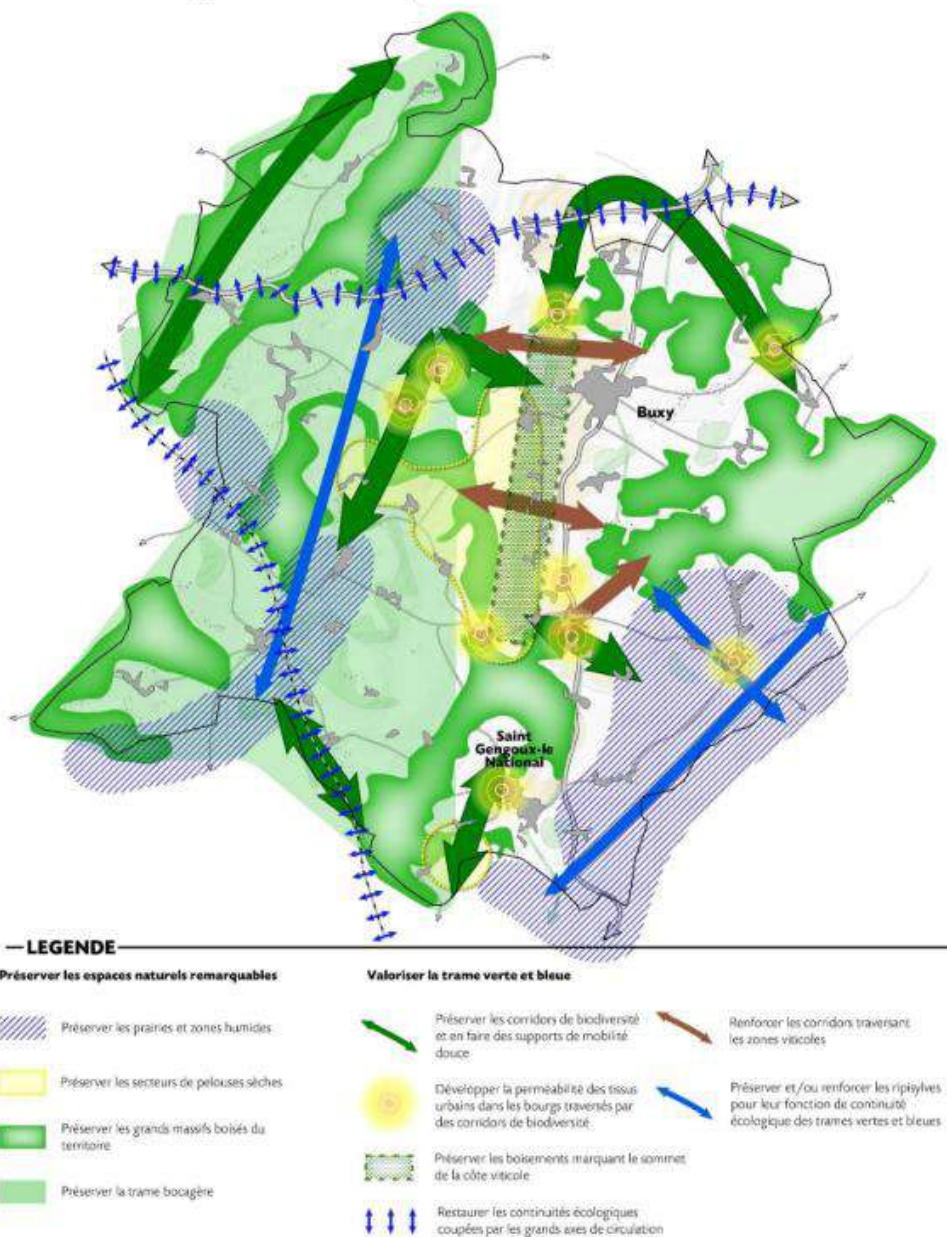 Buxy
Saint
Gengoux-le
National
LEGENDE
Préserver les espaces naturels remarquables
Préserver les prairies et zones humides
Préserver les secteurs de pelouses sèches
Préserver les grands massifs boisés du
territoire
Préserver la trame bocagère
Valoriser la trame verte et bleue
Préserver les corridors de biodiversité
et en faire des supports de mobilité
douce
Développer la perméabilité des tissus
urbains dans les bourgs traversés par
des corridors de biodiversité
Préserver les boisements marquant le sommet
de la côte viticole
Restaurer les continuités écologiques
coupées par les grands axes de circulation
Renforcer les corridors traversant
les zones viticoles
Préserver et/ou renforcer les ripisylves
pour leur fonction de continuité
écologique des trames vertes et bleues